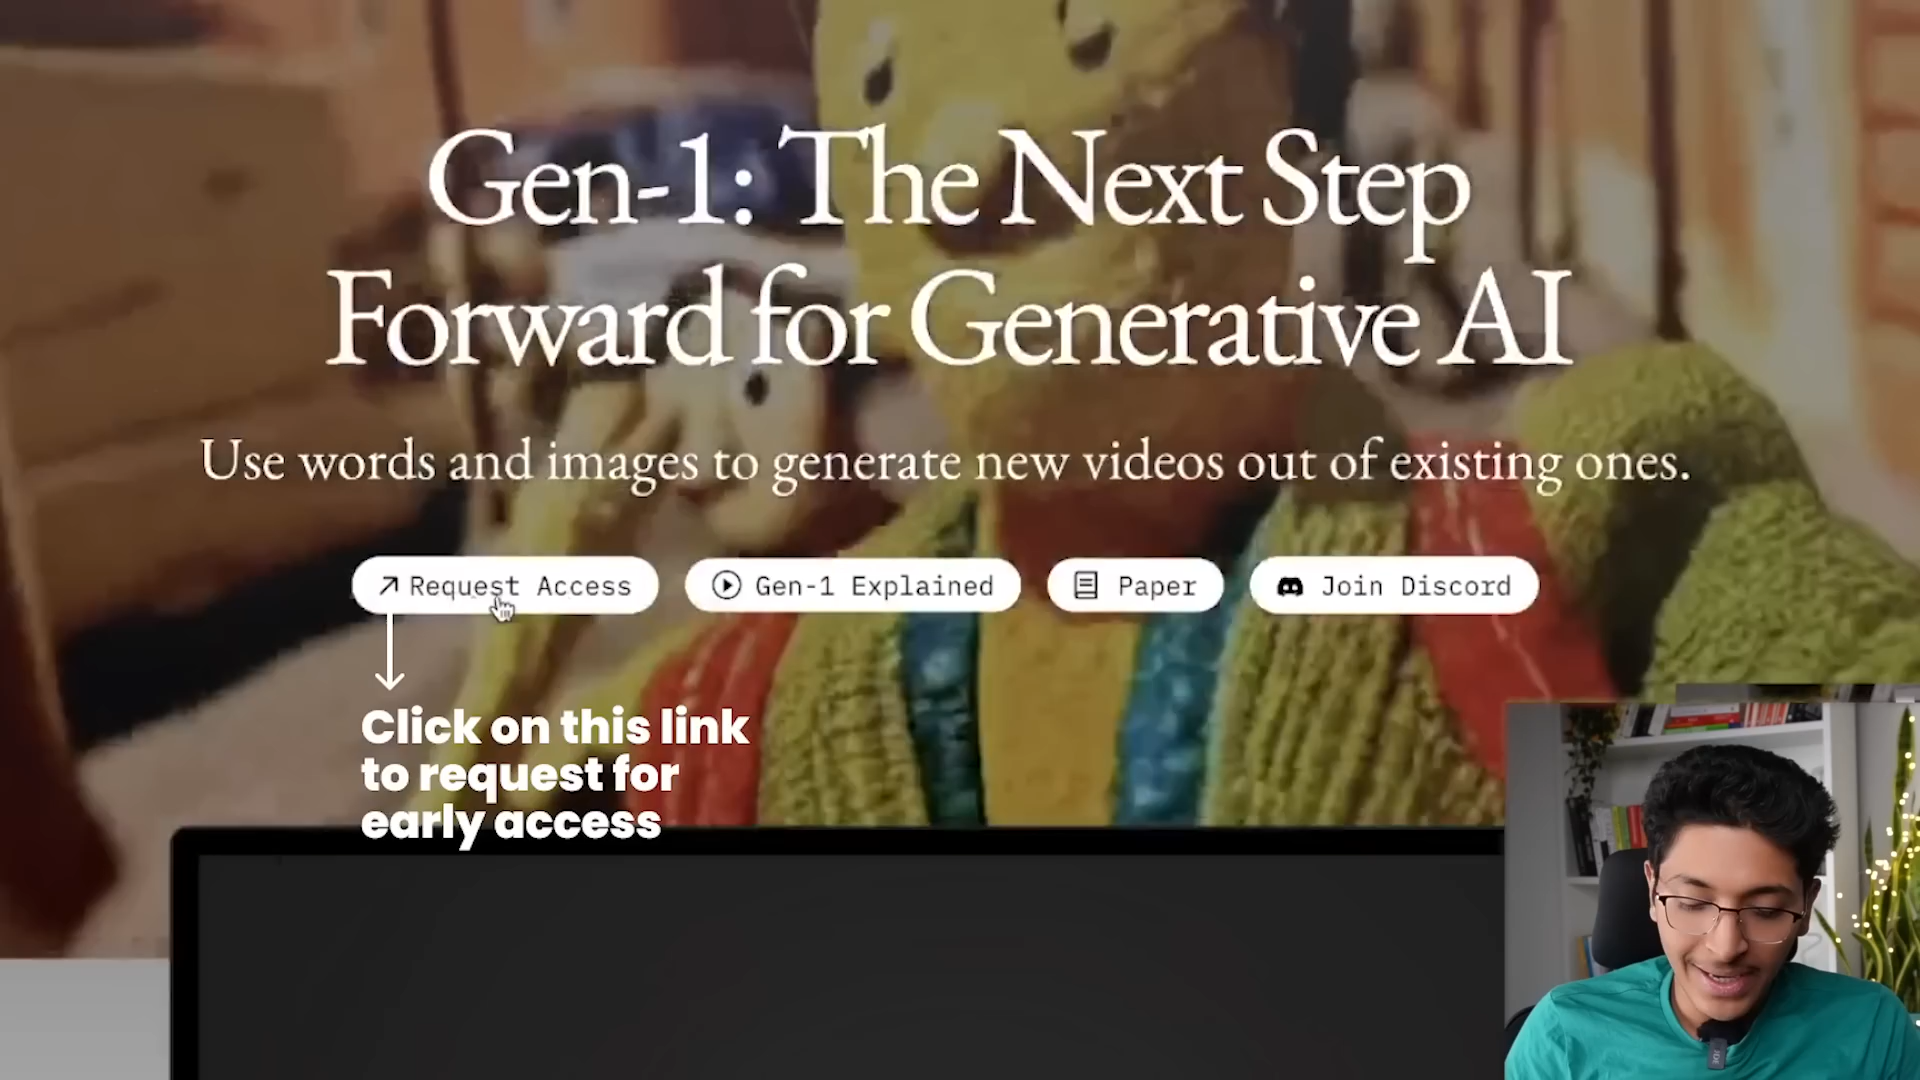 Gen-1: The Next Step
Forward for Generative AI
Use words and images to generate new videos out of existing ones.
Request Access
Gen-1 Explained
Paper
Join Discord
Click on this link
to request for
early access